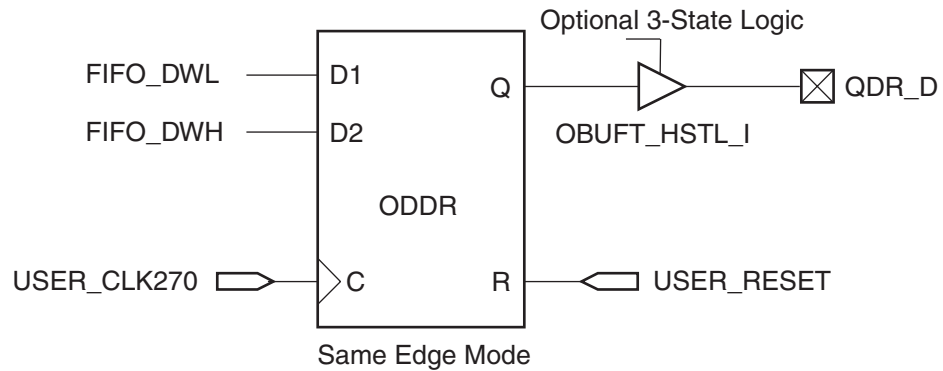 Optional 3-State Logic
FIFO_DWL
D1
Q
QDR_D
FIFO_DWH
D2
OBUFT_HSTL_I
ODDR
USER_CLK270
C
R
USER_RESET
Same Edge Mode